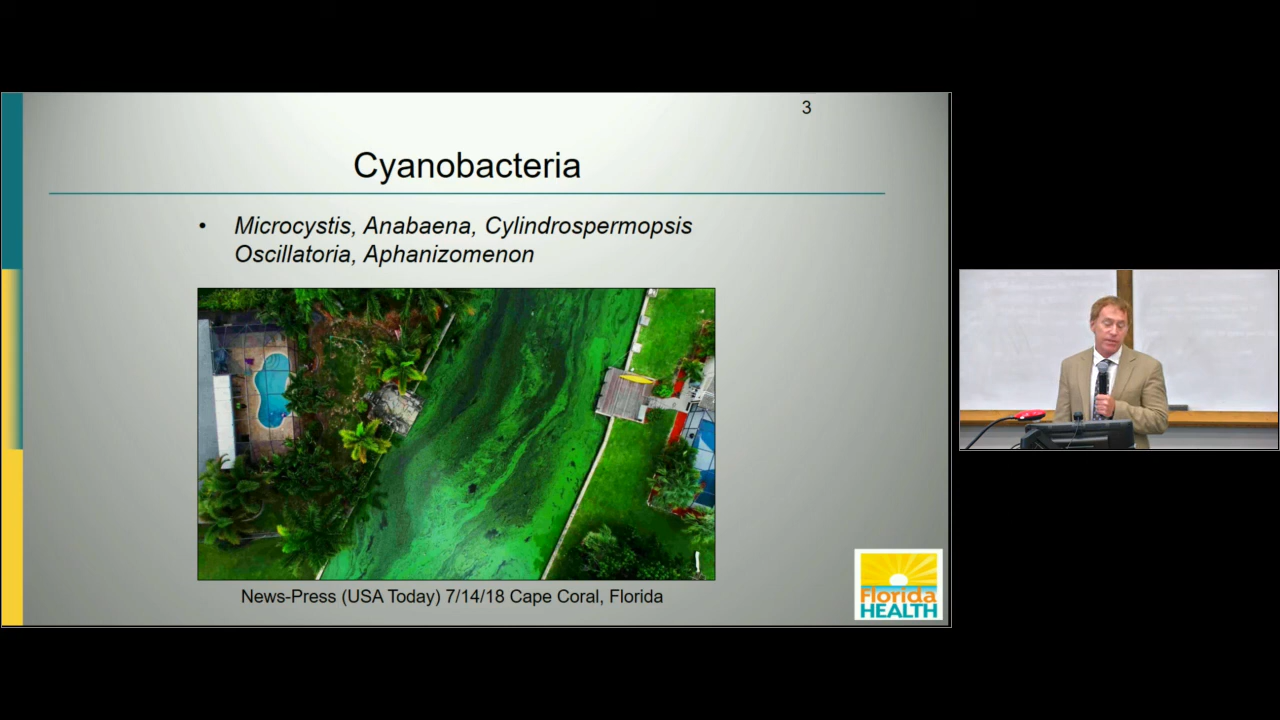 3
Cyanobacteria
• Microcystis, Anabaena, Cylindrospermopsis
Oscillatoria, Aphanizomenon
News-Press (USA Today) 7/14/18 Cape Coral, Florida
Florida
HEALTH